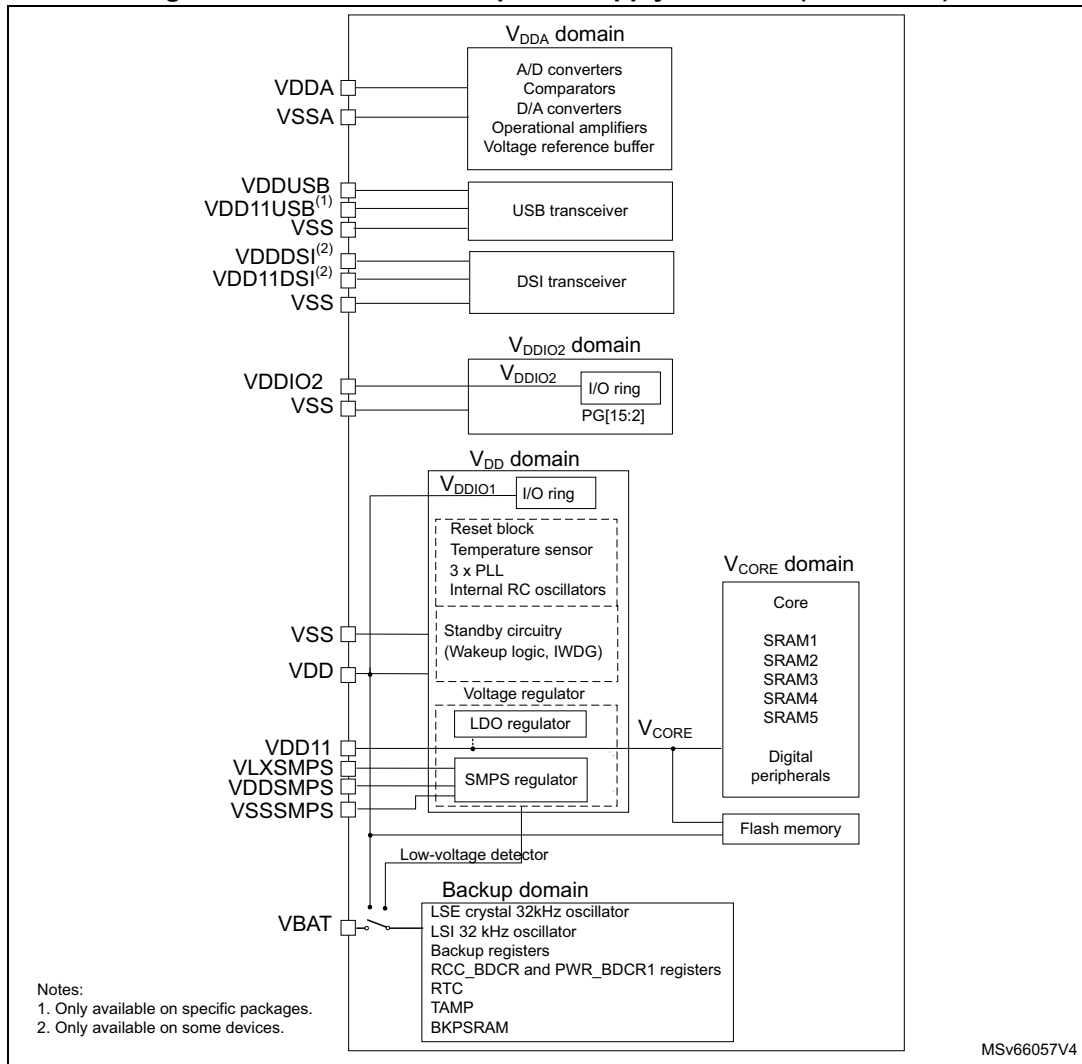 V_DDA domain
A/D converters
Comparators
D/A converters
Operational amplifiers
Voltage reference buffer
VDDA
VSSA
VDDUSB
VDD11USB(1)
VSS
USB transceiver
VDDDSI(2)
VDD11DSI(2)
VSS
DSI transceiver
VDDIO2 domain
VDDIO2
VSS
VDDIO2
I/O ring
PG[15:2]
VDD domain
VDDIO1
I/O ring
Reset block
Temperature sensor
3 x PLL
Internal RC oscillators
Standby circuitry
(Wakeup logic, IWDG)
VSS
VDD
Voltage regulator
LDO regulator
SMPS regulator
VDD11
VLXSMPS
VDDSMPS
VSSSMPS
VCORE
VCORE domain
Core
SRAM1
SRAM2
SRAM3
SRAM4
SRAM5
Digital
peripherals
Flash memory
Low-voltage detector
Backup domain
VBAT
LSE crystal 32kHz oscillator
LSI 32 kHz oscillator
Backup registers
RCC_BDCR and PWR_BDCR1 registers
RTC
TAMP
BKPSRAM
Notes:
1. Only available on specific packages.
2. Only available on some devices.
MSv66057V4